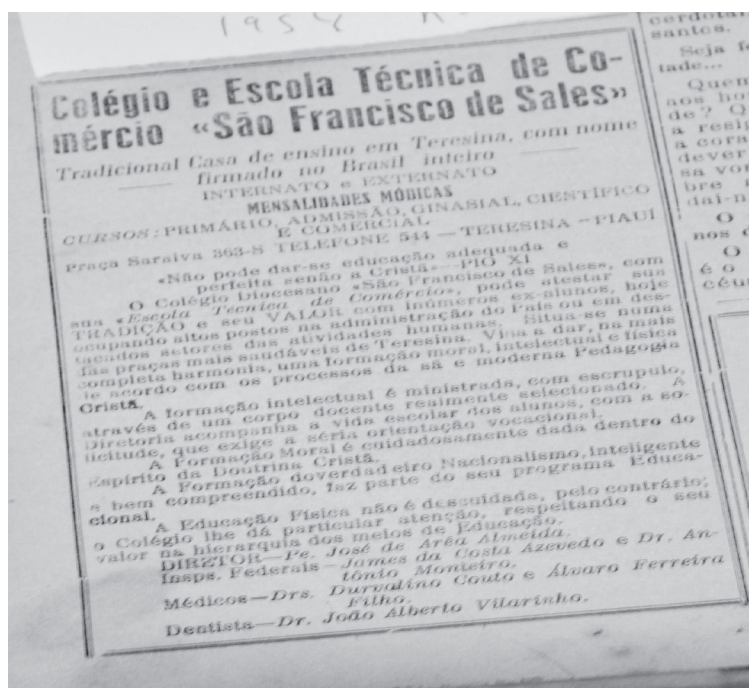 1954
Colégio e Escola Técnica de Co-
mércio «São Francisco de Sales»
Tradicional Casa de ensino em Teresina, com nome
firmado no Brasil inteiro
INTERNATO e EXTERNATO
MENSALIDADES MÓDICAS
CURSOS: PRIMÁRIO, ADMISSÃO, GINASIAL, CIENTÍFICO
E COMERCIAL
Praça Saraiva 363-S TELEFONE 544 — TERESINA – PIAUÍ
«Não pode dar-se educação adequada e
perfeita senão a Cristã» — PIO XI
O Colégio Diocesano «São Francisco de Sales», com
sua «Escola Técnica de Comércio», pode atestar sua
TRADIÇÃO e seu VALOR com inúmeros ex-alunos, hoje
ocupando altos postos na administração do País ou em des-
tacados setores das atividades humanas. Situa-se numa
das praças mais saudáveis de Teresina. Visa a dar, na mais
completa harmonia, uma formação moral, intelectual e física
de acordo com os processos da sã e moderna Pedagogia
Cristã.
A formação intelectual é ministrada, com escrupulo,
através de um corpo docente realmente selecionado. A
Diretoria acompanha a vida escolar dos alunos, com a so-
licitude, que exige a séria orientação vocacional.
A Formação Moral é cuidadosamente dada dentro do
Espírito da Doutrina Cristã.
A Formação doverdadeiro Nacionalismo, inteligente
e bem compreendido, faz parte do seu programa Educa-
cional.
A Educação Física não é descuidada, pelo contrário;
o Colégio lhe dá particular atenção, respeitando o seu
valor na hierarquia dos meios de Educação.
DIRETOR—Pe. José de Arêa Almeida.
Insps. Federais—James da Costa Azevedo e Dr. An-
tônio Monteiro.
Médicos—Drs. Durvalino Couto e Álvaro Ferreira
Filho.
Dentista—Dr. João Alberto Vilarinho.
santos.
Seja
tade...
Quem
nos
de?
a
a
dever
sa
bre
O
nos
O
é o